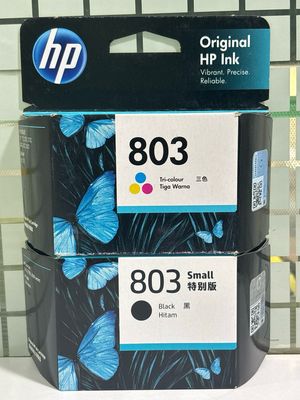 hp
Original
HP Ink
Vibrant. Precise.
Reliable.
803
Tri-colour 三色
Tiga Warna
803 Small
特别版
Black 黑
Hitam